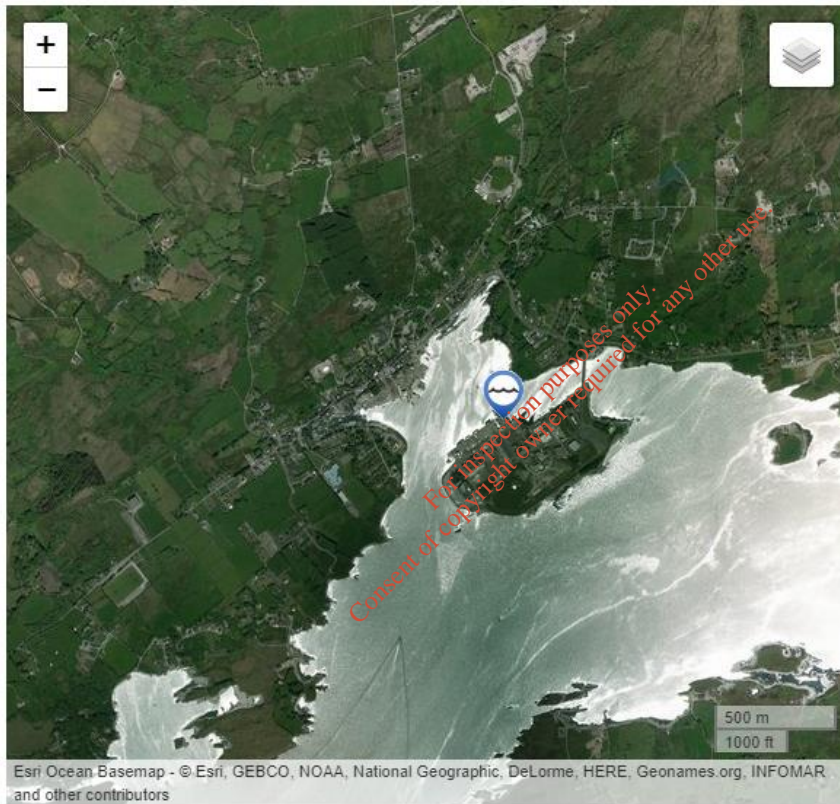 +
−
For inspection purposes only.
Consent of copyright owner required for any other use.
500 m
1000 ft
Esri Ocean Basemap - © Esri, GEBCO, NOAA, National Geographic, DeLorme, HERE, Geonames.org, INFOMAR
and other contributors